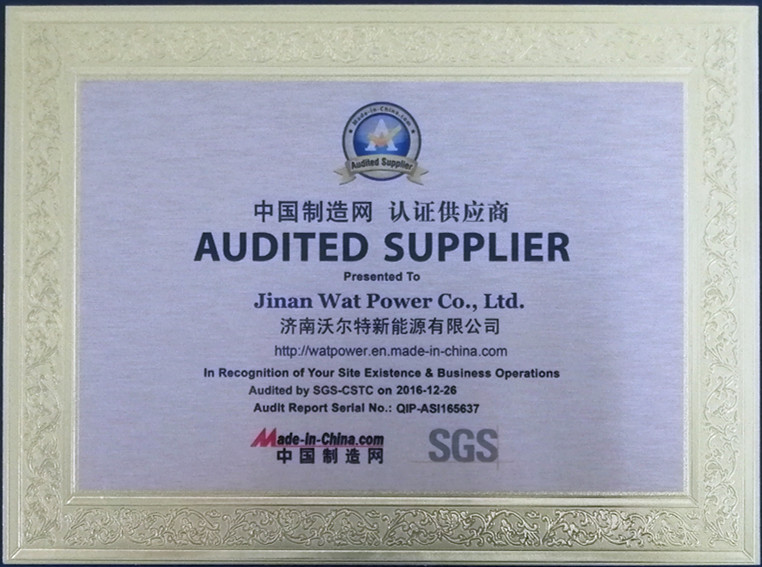 Made-in-China.com
Audited Supplier
中国制造网 认证供应商
AUDITED SUPPLIER
Presented To
Jinan Wat Power Co., Ltd.
济南沃尔特新能源有限公司
http://watpower.en.made-in-china.com
In Recognition of Your Site Existence & Business Operations
Audited by SGS-CSTC on 2016-12-26
Audit Report Serial No.: QIP-ASI165637
Made-in-China.com
中国制造网
SGS